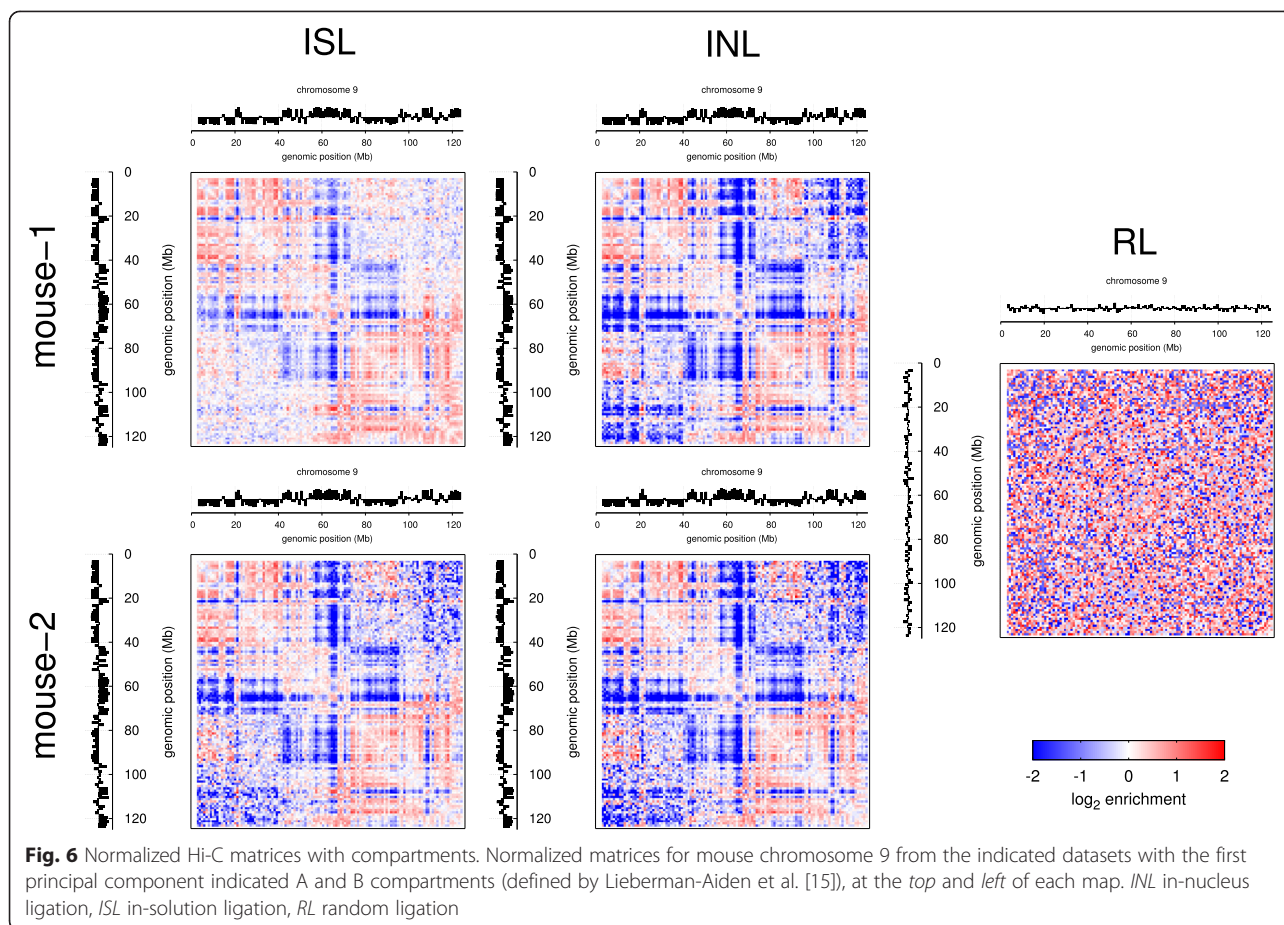 ISL
INL
chromosome 9
0 20 40 60 80 100 120
genomic position (Mb)
chromosome 9
0 20 40 60 80 100 120
genomic position (Mb)
mouse-1
0
20
40
60
80
100
120
genomic position (Mb)
0
20
40
60
80
100
120
genomic position (Mb)
RL
chromosome 9
0 20 40 60 80 100 120
genomic position (Mb)
0
20
40
60
80
100
120
genomic position (Mb)
chromosome 9
0 20 40 60 80 100 120
genomic position (Mb)
chromosome 9
0 20 40 60 80 100 120
genomic position (Mb)
mouse-2
0
20
40
60
80
100
120
genomic position (Mb)
0
20
40
60
80
100
120
genomic position (Mb)
-2 -1 0 1 2
log2 enrichment
Fig. 6 Normalized Hi-C matrices with compartments. Normalized matrices for mouse chromosome 9 from the indicated datasets with the first
principal component indicated A and B compartments (defined by Lieberman-Aiden et al. [15]), at the top and left of each map. INL in-nucleus
ligation, ISL in-solution ligation, RL random ligation